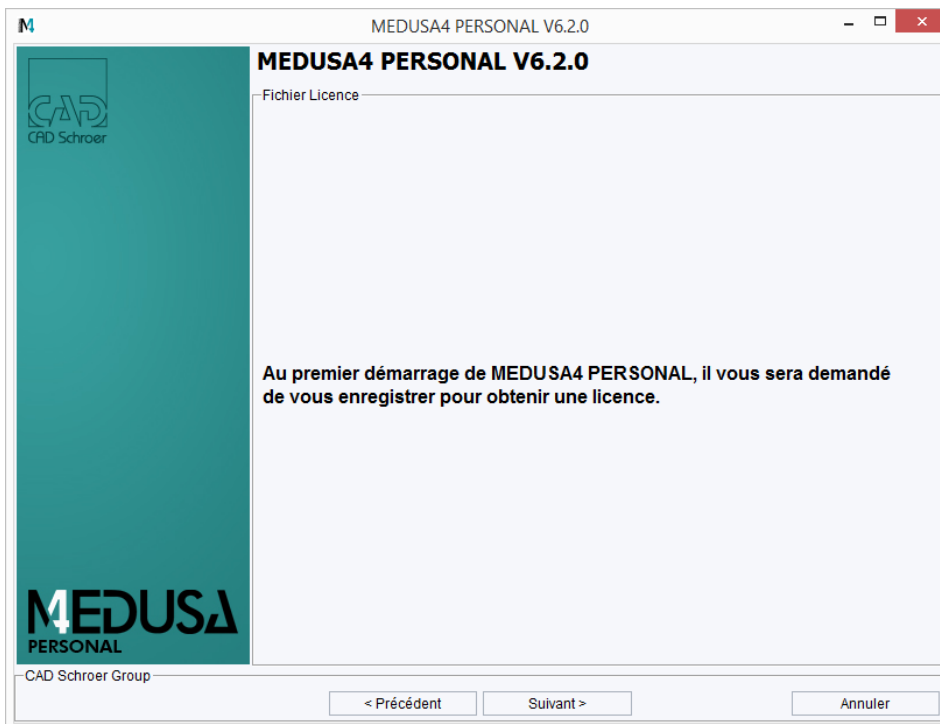 MEDUSA4 PERSONAL V6.2.0
MEDUSA4 PERSONAL V6.2.0
Fichier Licence
CAD
CAD Schroer
Au premier démarrage de MEDUSA4 PERSONAL, il vous sera demandé
de vous enregistrer pour obtenir une licence.
M4EDUSA
PERSONAL
CAD Schroer Group
< Précédent
Suivant >
Annuler